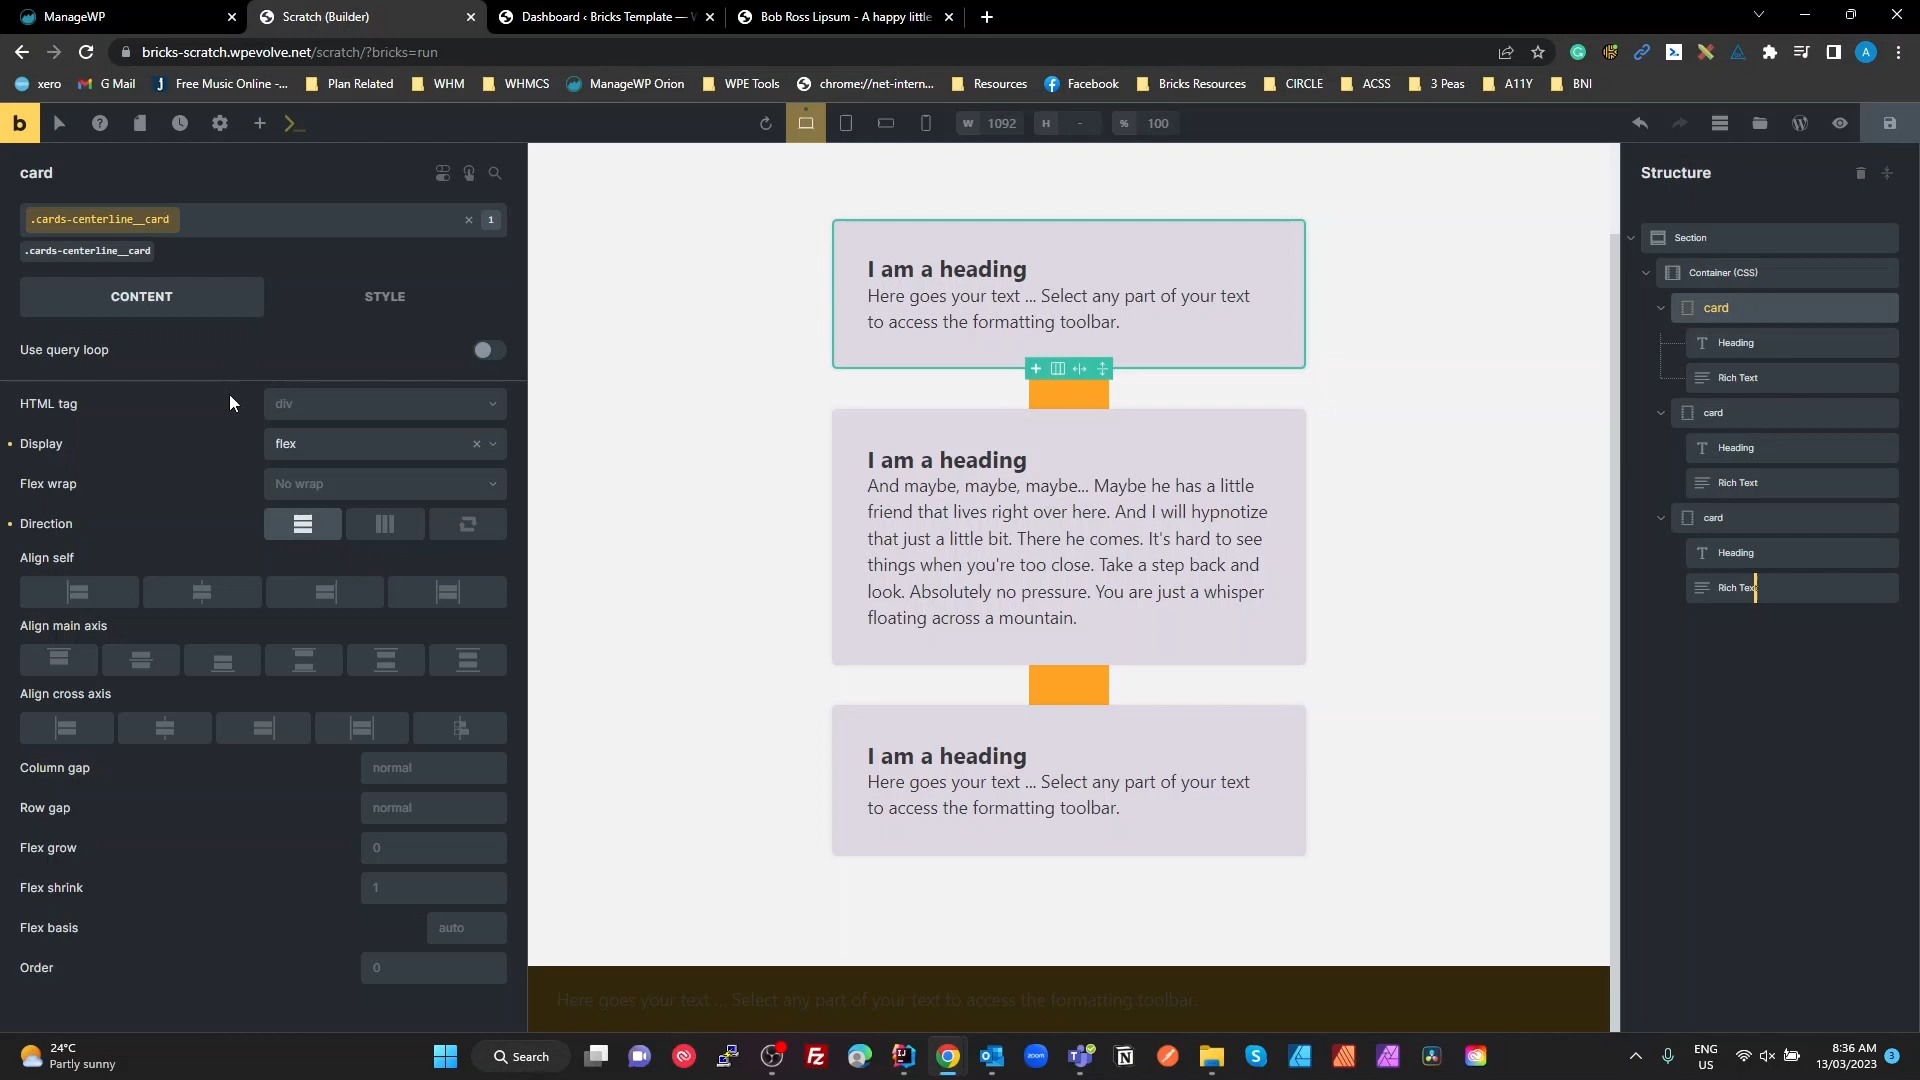 ManageWP
Scratch (Builder)
Dashboard ‹ Bricks Template — W
Bob Ross Lipsum - A happy little
bricks-scratch.wpevolve.net/scratch/?bricks=run
A
xero
G Mail
Free Music Online -...
Plan Related
WHM
WHMCS
ManageWP Orion
WPE Tools
chrome://net-intern...
Resources
Facebook
Bricks Resources
CIRCLE
ACSS
3 Peas
A11Y
BNI
b
W 1092
H -
% 100
card
.cards-centerline__card
1
.cards-centerline__card
CONTENT
STYLE
Use query loop
HTML tag
div
Display
flex
Flex wrap
No wrap
Direction
Align self
Align main axis
Align cross axis
Column gap
normal
Row gap
normal
Flex grow
0
Flex shrink
1
Flex basis
auto
Order
0
I am a heading
Here goes your text ... Select any part of your text
to access the formatting toolbar.
I am a heading
And maybe, maybe, maybe... Maybe he has a little
friend that lives right over here. And I will hypnotize
that just a little bit. There he comes. It's hard to see
things when you're too close. Take a step back and
look. Absolutely no pressure. You are just a whisper
floating across a mountain.
I am a heading
Here goes your text ... Select any part of your text
to access the formatting toolbar.
Here goes your text ... Select any part of your text to access the formatting toolbar.
Structure
Section
Container (CSS)
card
Heading
Rich Text
card
Heading
Rich Text
card
Heading
Rich Text
24°C
Partly sunny
Search
zoom
ENG
US
8:36 AM
13/03/2023
3